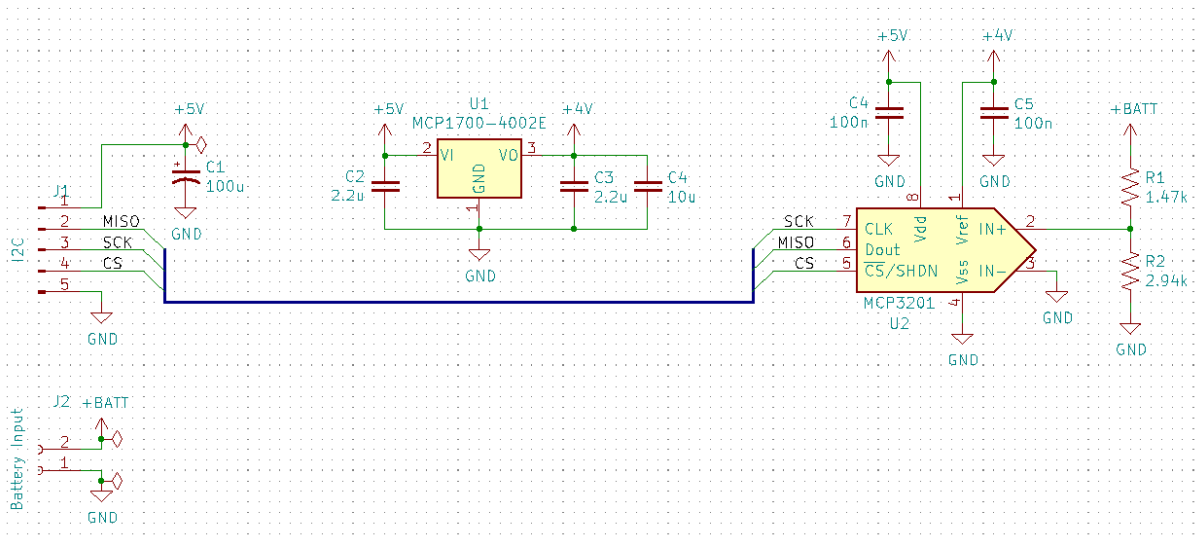 +5V
C1
100u
GND
J1
1
2
3
4
5
MISO
SCK
CS
I2C
GND
+5V
U1
MCP1700-4002E
+4V
2
VI
VO
3
GND
1
C2
2.2u
C3
2.2u
C4
10u
GND
+5V
+4V
C4
100n
C5
100n
GND
GND
+BATT
R1
1.47k
R2
2.94k
GND
SCK
MISO
CS
7
6
5
CLK
Dout
CS/SHDN
8
Vdd
1
Vref
IN+
2
IN-
3
Vss
4
MCP3201
U2
GND
GND
J2
+BATT
2
1
Battery Input
GND